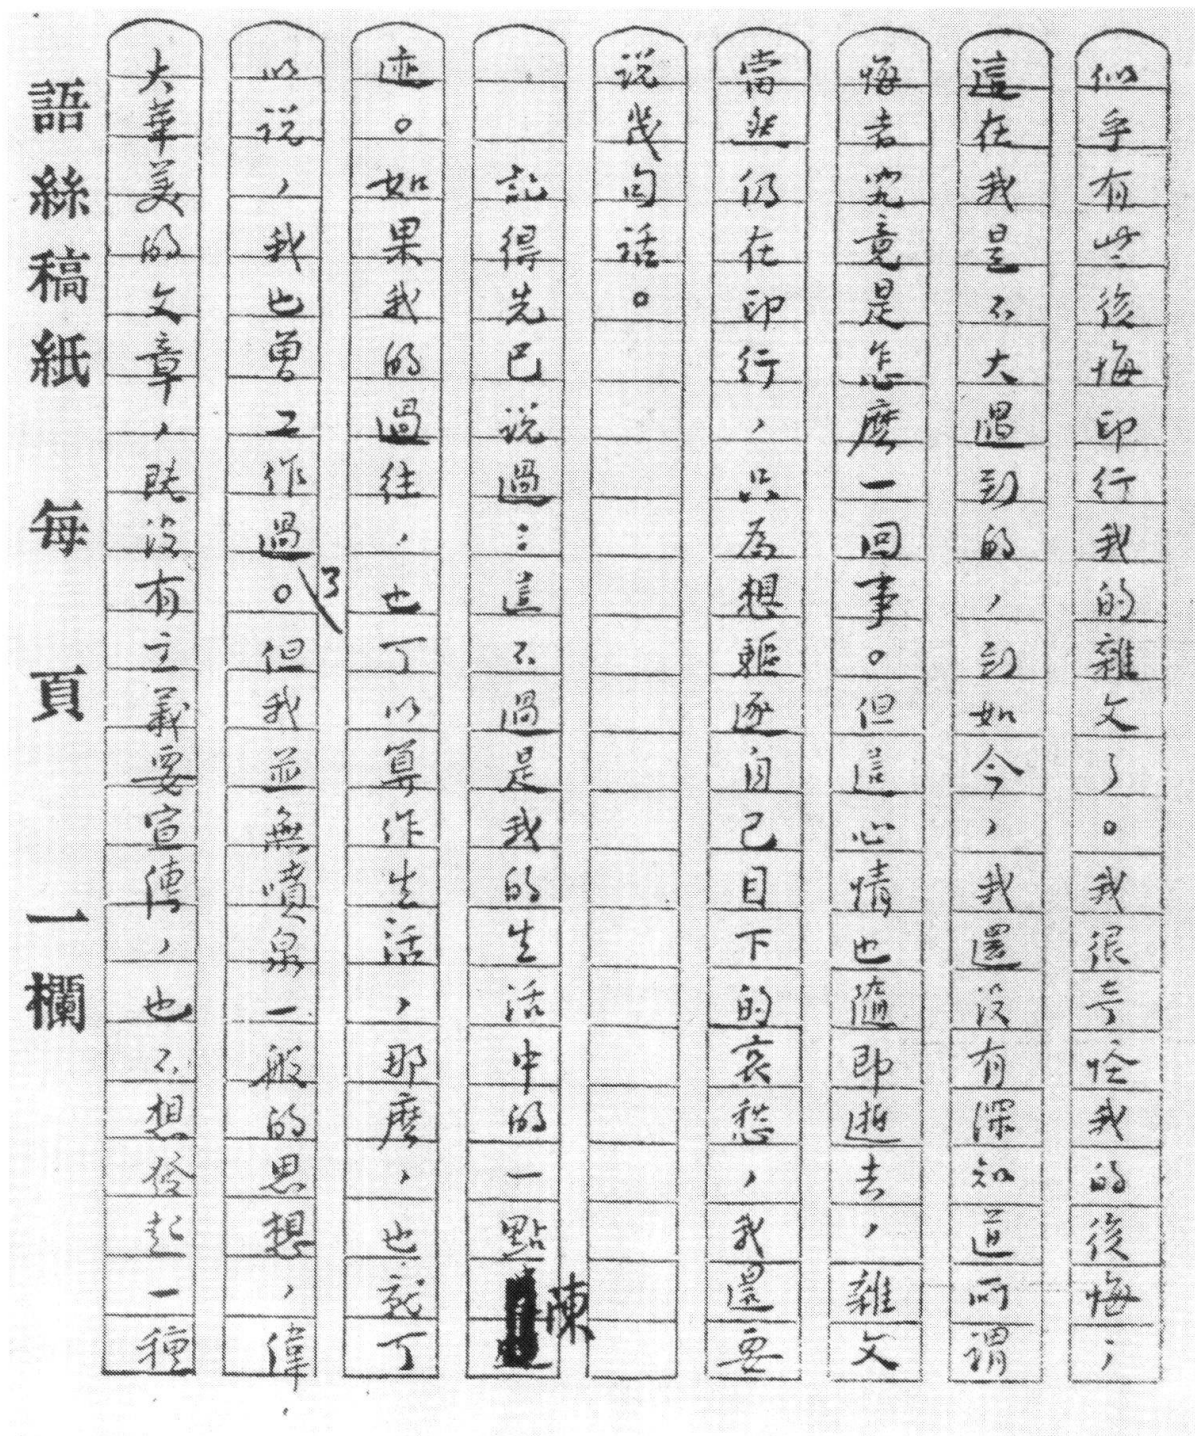 似乎有些後悔印行我的雜文了。我很奇怪我的後悔;
這在我是不大遇到的,到如今,我還没有深知道所謂
悔者究竟是怎麽一回事。但這心情也隨即逝去,雜文
當然仍在印行,只為想驅逐自己目下的哀愁,我還要
说幾句話。
記得先已说過:這不過是我的生活中的一點陳
迹。如果我的過往,也可以算作生活,那麽,也就可
以说,我也曾工作過了。但我並無噴泉一般的思想,偉
大華美的文章,既没有主義要宣傳,也不想發起一種
語絲稿紙 每頁一欄